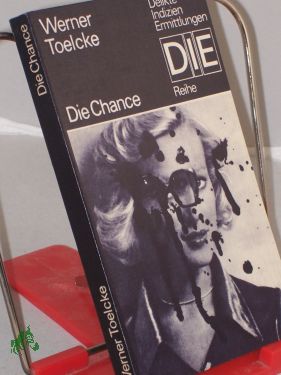 Werner
Toelcke
Delikte
Indizien
Ermittlungen
DIE
Reihe
Die Chance
Die Chance
Werner Toelcke